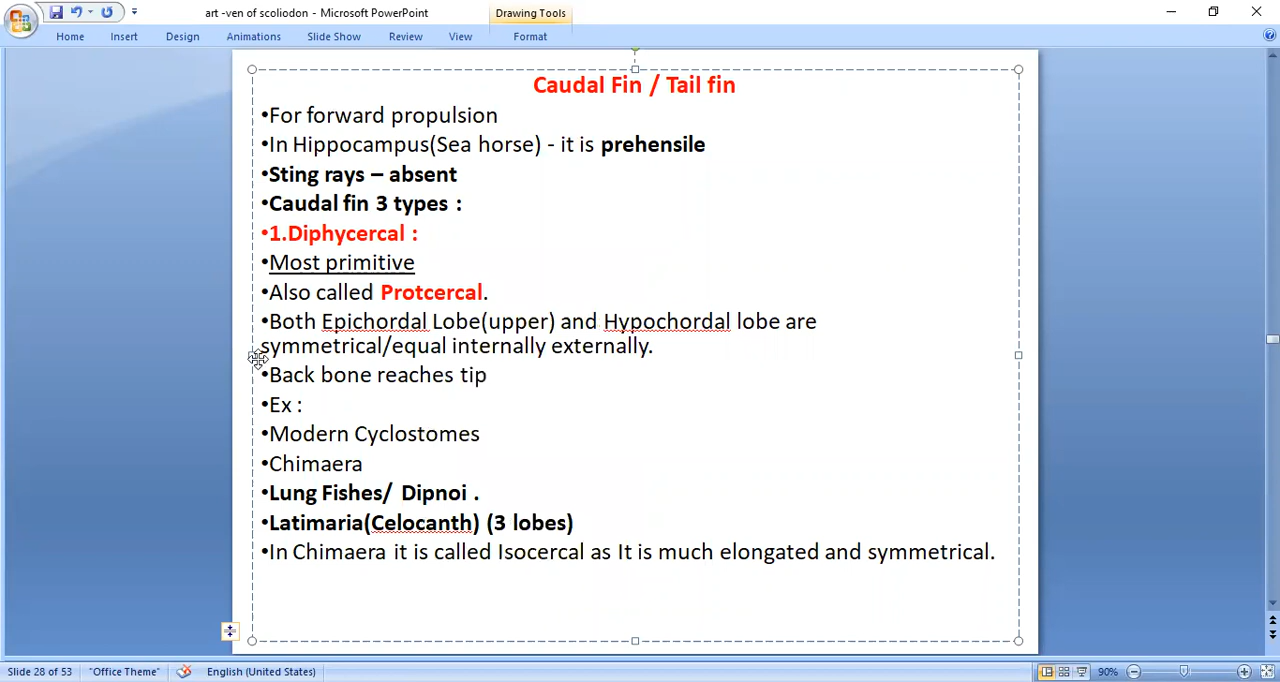 art -ven of scoliodon - Microsoft PowerPoint
Drawing Tools
Home Insert Design Animations Slide Show Review View Format
Caudal Fin / Tail fin
•For forward propulsion
•In Hippocampus(Sea horse) - it is prehensile
•Sting rays – absent
•Caudal fin 3 types :
•1.Diphycercal :
•Most primitive
•Also called Protcercal.
•Both Epichordal Lobe(upper) and Hypochordal lobe are
symmetrical/equal internally externally.
•Back bone reaches tip
•Ex :
•Modern Cyclostomes
•Chimaera
•Lung Fishes/ Dipnoi .
•Latimaria(Celocanth) (3 lobes)
•In Chimaera it is called Isocercal as It is much elongated and symmetrical.
Slide 28 of 53 "Office Theme" English (United States) 90%